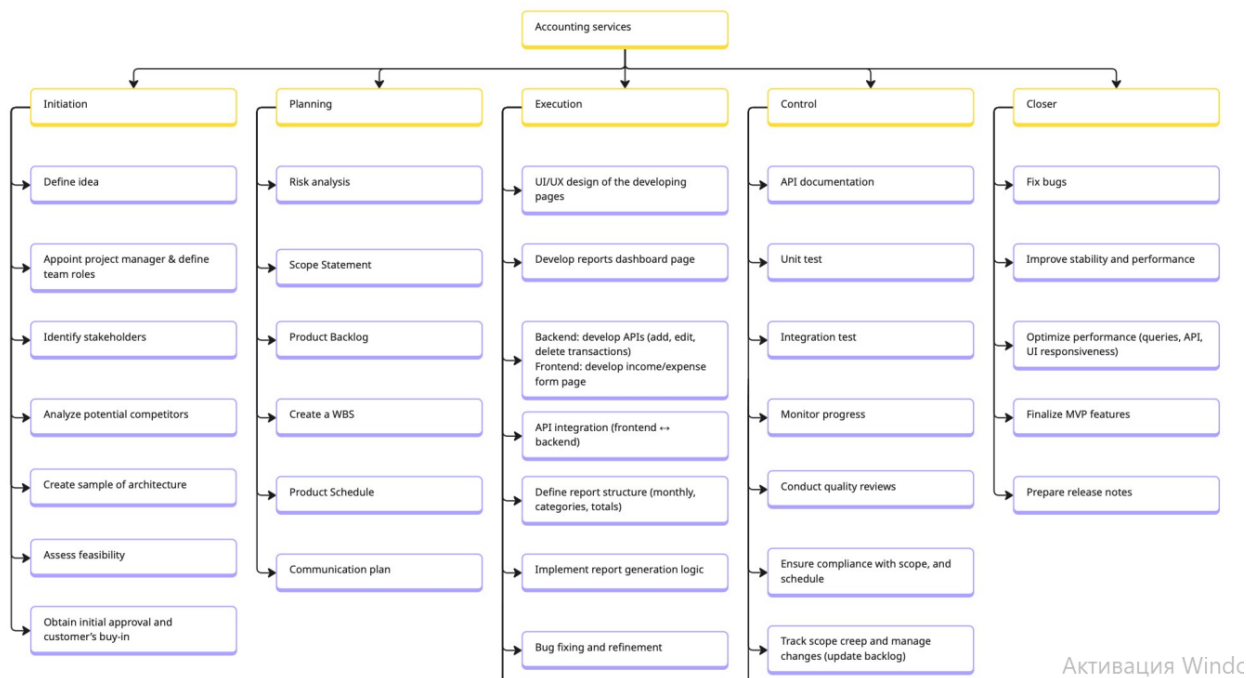 Accounting services
Initiation
Define idea
Appoint project manager & define
team roles
Identify stakeholders
Analyze potential competitors
Create sample of architecture
Assess feasibility
Obtain initial approval and
customer's buy-in
Planning
Risk analysis
Scope Statement
Product Backlog
Create a WBS
Product Schedule
Communication plan
Execution
UI/UX design of the developing
pages
Develop reports dashboard page
Backend: develop APIs (add, edit,
delete transactions)
Frontend: develop income/expense
form page
API integration (frontend ↔
backend)
Define report structure (monthly,
categories, totals)
Implement report generation logic
Bug fixing and refinement
Control
API documentation
Unit test
Integration test
Monitor progress
Conduct quality reviews
Ensure compliance with scope, and
schedule
Track scope creep and manage
changes (update backlog)
Closer
Fix bugs
Improve stability and performance
Optimize performance (queries, API,
UI responsiveness)
Finalize MVP features
Prepare release notes
Активация Windo